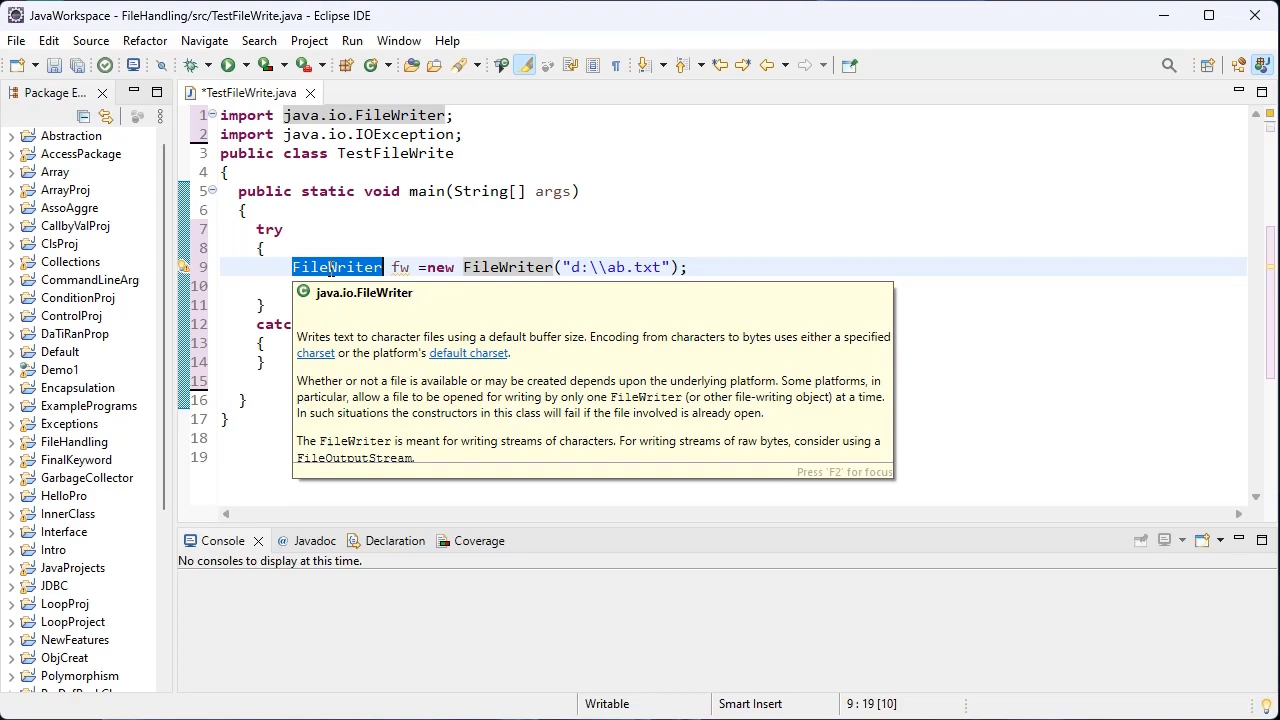 JavaWorkspace - FileHandling/src/TestFileWrite.java - Eclipse IDE
File Edit Source Refactor Navigate Search Project Run Window Help
Package E...
*TestFileWrite.java
Abstraction
AccessPackage
Array
ArrayProj
AssoAggre
CallbyValProj
ClsProj
Collections
CommandLineArg
ConditionProj
ControlProj
DaTiRanProp
Default
Demo1
Encapsulation
ExamplePrograms
Exceptions
FileHandling
FinalKeyword
GarbageCollector
HelloPro
InnerClass
Interface
Intro
JavaProjects
JDBC
LoopProj
LoopProject
NewFeatures
ObjCreat
Polymorphism
1 import java.io.FileWriter;
2 import java.io.IOException;
3 public class TestFileWrite
4 {
5 public static void main(String[] args)
6 {
7 try
8 {
9 FileWriter fw =new FileWriter("d:\\ab.txt");
10
11 }
12 catc
13 {
14 }
15
16 }
17 }
18
19
java.io.FileWriter
Writes text to character files using a default buffer size. Encoding from characters to bytes uses either a specified
charset or the platform's default charset.
Whether or not a file is available or may be created depends upon the underlying platform. Some platforms, in
particular, allow a file to be opened for writing by only one FileWriter (or other file-writing object) at a time.
In such situations the constructors in this class will fail if the file involved is already open.
The FileWriter is meant for writing streams of characters. For writing streams of raw bytes, consider using a
FileOutputStream.
Press 'F2' for focus
Console Javadoc Declaration Coverage
No consoles to display at this time.
Writable Smart Insert 9 : 19 [10]